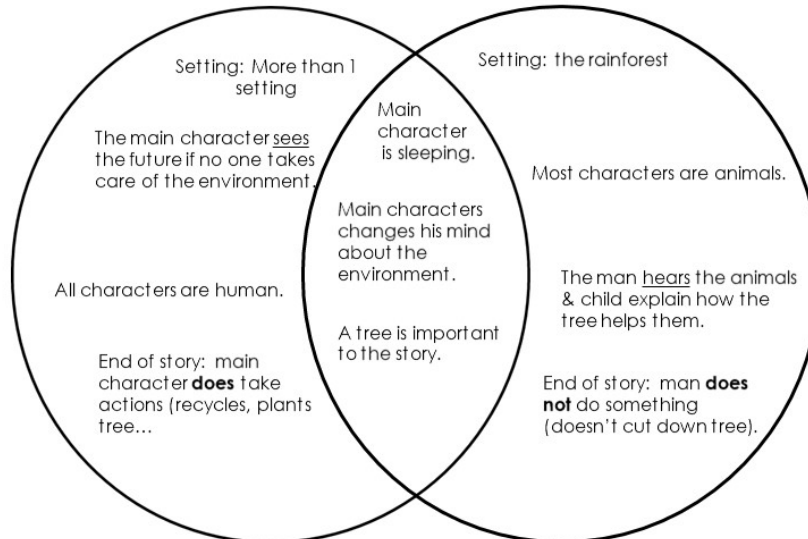 Setting: More than 1
setting
The main character sees
the future if no one takes
care of the environment.
All characters are human.
End of story: main
character does take
actions (recycles, plants
tree…
Main
character
is sleeping.
Main characters
changes his mind
about the
environment.
A tree is important
to the story.
Setting: the rainforest
Most characters are animals.
The man hears the animals
& child explain how the
tree helps them.
End of story: man does
not do something
(doesn't cut down tree).